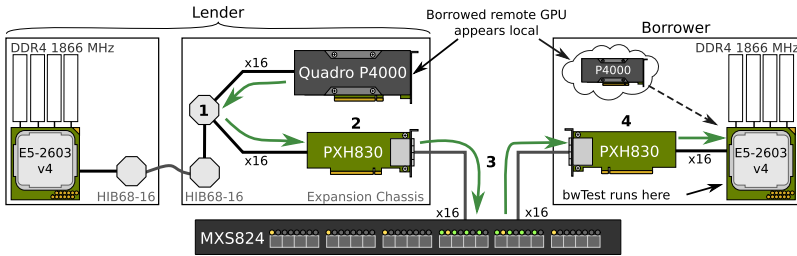 Lender
Borrowed remote GPU
appears local
Borrower
DDR4 1866 MHz
E5-2603
v4
HIB68-16
x16
Quadro P4000
1
2
x16
PXH830
HIB68-16
Expansion Chassis
3
x16
x16
MXS824
P4000
4
PXH830
x16
DDR4 1866 MHz
E5-2603
v4
bwTest runs here